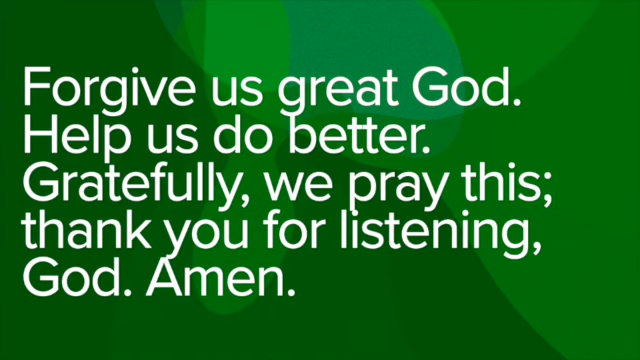 Forgive us great God.
Help us do better.
Gratefully, we pray this;
thank you for listening,
God. Amen.